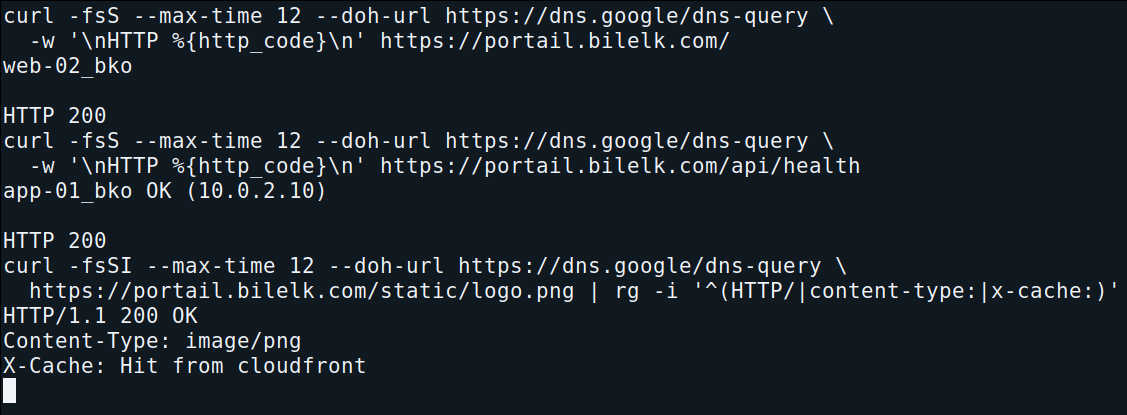 curl -fsS --max-time 12 --doh-url https://dns.google/dns-query \
  -w '\nHTTP %{http_code}\n' https://portail.bilelk.com/
web-02_bko

HTTP 200
curl -fsS --max-time 12 --doh-url https://dns.google/dns-query \
  -w '\nHTTP %{http_code}\n' https://portail.bilelk.com/api/health
app-01_bko OK (10.0.2.10)

HTTP 200
curl -fsSI --max-time 12 --doh-url https://dns.google/dns-query \
  https://portail.bilelk.com/static/logo.png | rg -i '^(HTTP/|content-type:|x-cache:)'
HTTP/1.1 200 OK
Content-Type: image/png
X-Cache: Hit from cloudfront